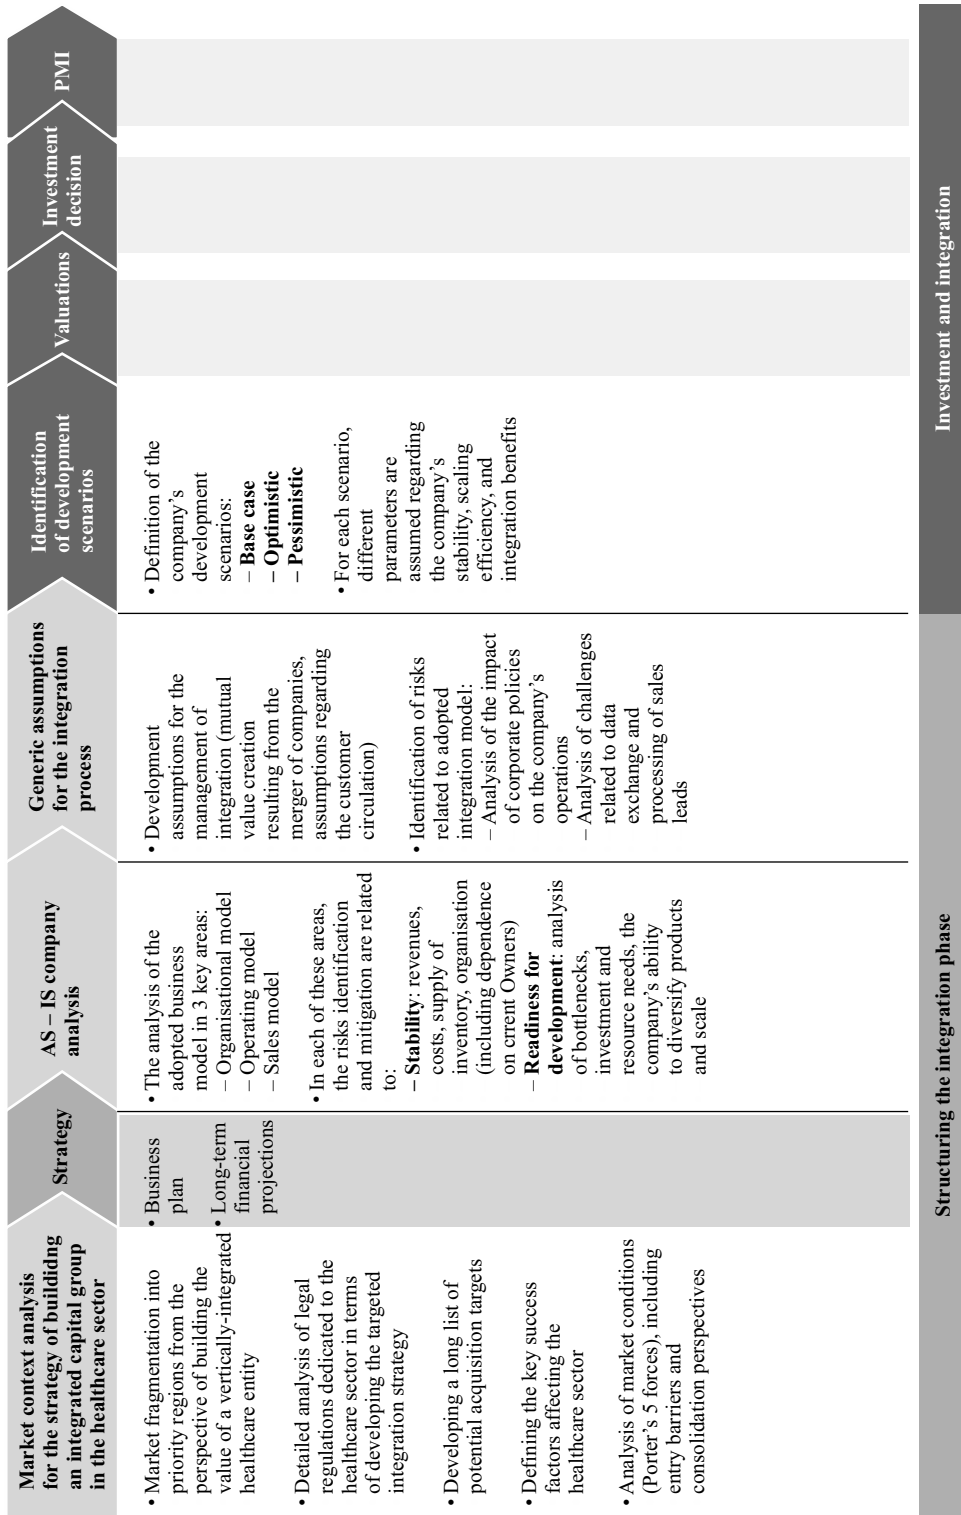 Market context analysis
for the strategy of buildidng
an integrated capital group
in the healthcare sector
Strategy
AS – IS company
analysis
Generic assumptions
for the integration
process
Identification
of development
scenarios
Valuations
Investment
decision
PMI
• Market fragmentation into
priority regions from the
perspective of building the
value of a vertically-integrated
healthcare entity
• Detailed analysis of legal
regulations dedicated to the
healthcare sector in terms
of developing the targeted
integration strategy
• Developing a long list of
potential acquisition targets
• Defining the key success
factors affecting the
healthcare sector
• Analysis of market conditions
(Porter's 5 forces), including
entry barriers and
consolidation perspectives
• Business
plan
• Long-term
financial
projections
• The analysis of the
adopted business
model in 3 key areas:
– Organisational model
– Operating model
– Sales model
• In each of these areas,
the risks identification
and mitigation are related
to:
– Stability: revenues,
costs, supply of
inventory, organisation
(including dependence
on crrent Owners)
– Readiness for
development: analysis
of bottlenecks,
investment and
resource needs, the
company's ability
to diversify products
and scale
• Development
assumptions for the
management of
integration (mutual
value creation
resulting from the
merger of companies,
assumptions regarding
the customer
circulation)
• Identification of risks
related to adopted
integration model:
– Analysis of the impact
of corporate policies
on the company's
operations
– Analysis of challenges
related to data
exchange and
processing of sales
leads
• Definition of the
company's
development
scenarios:
– Base case
– Optimistic
– Pessimistic
• For each scenario,
different
parameters are
assumed regarding
the company's
stability, scaling
efficiency, and
integration benefits
Structuring the integration phase
Investment and integration